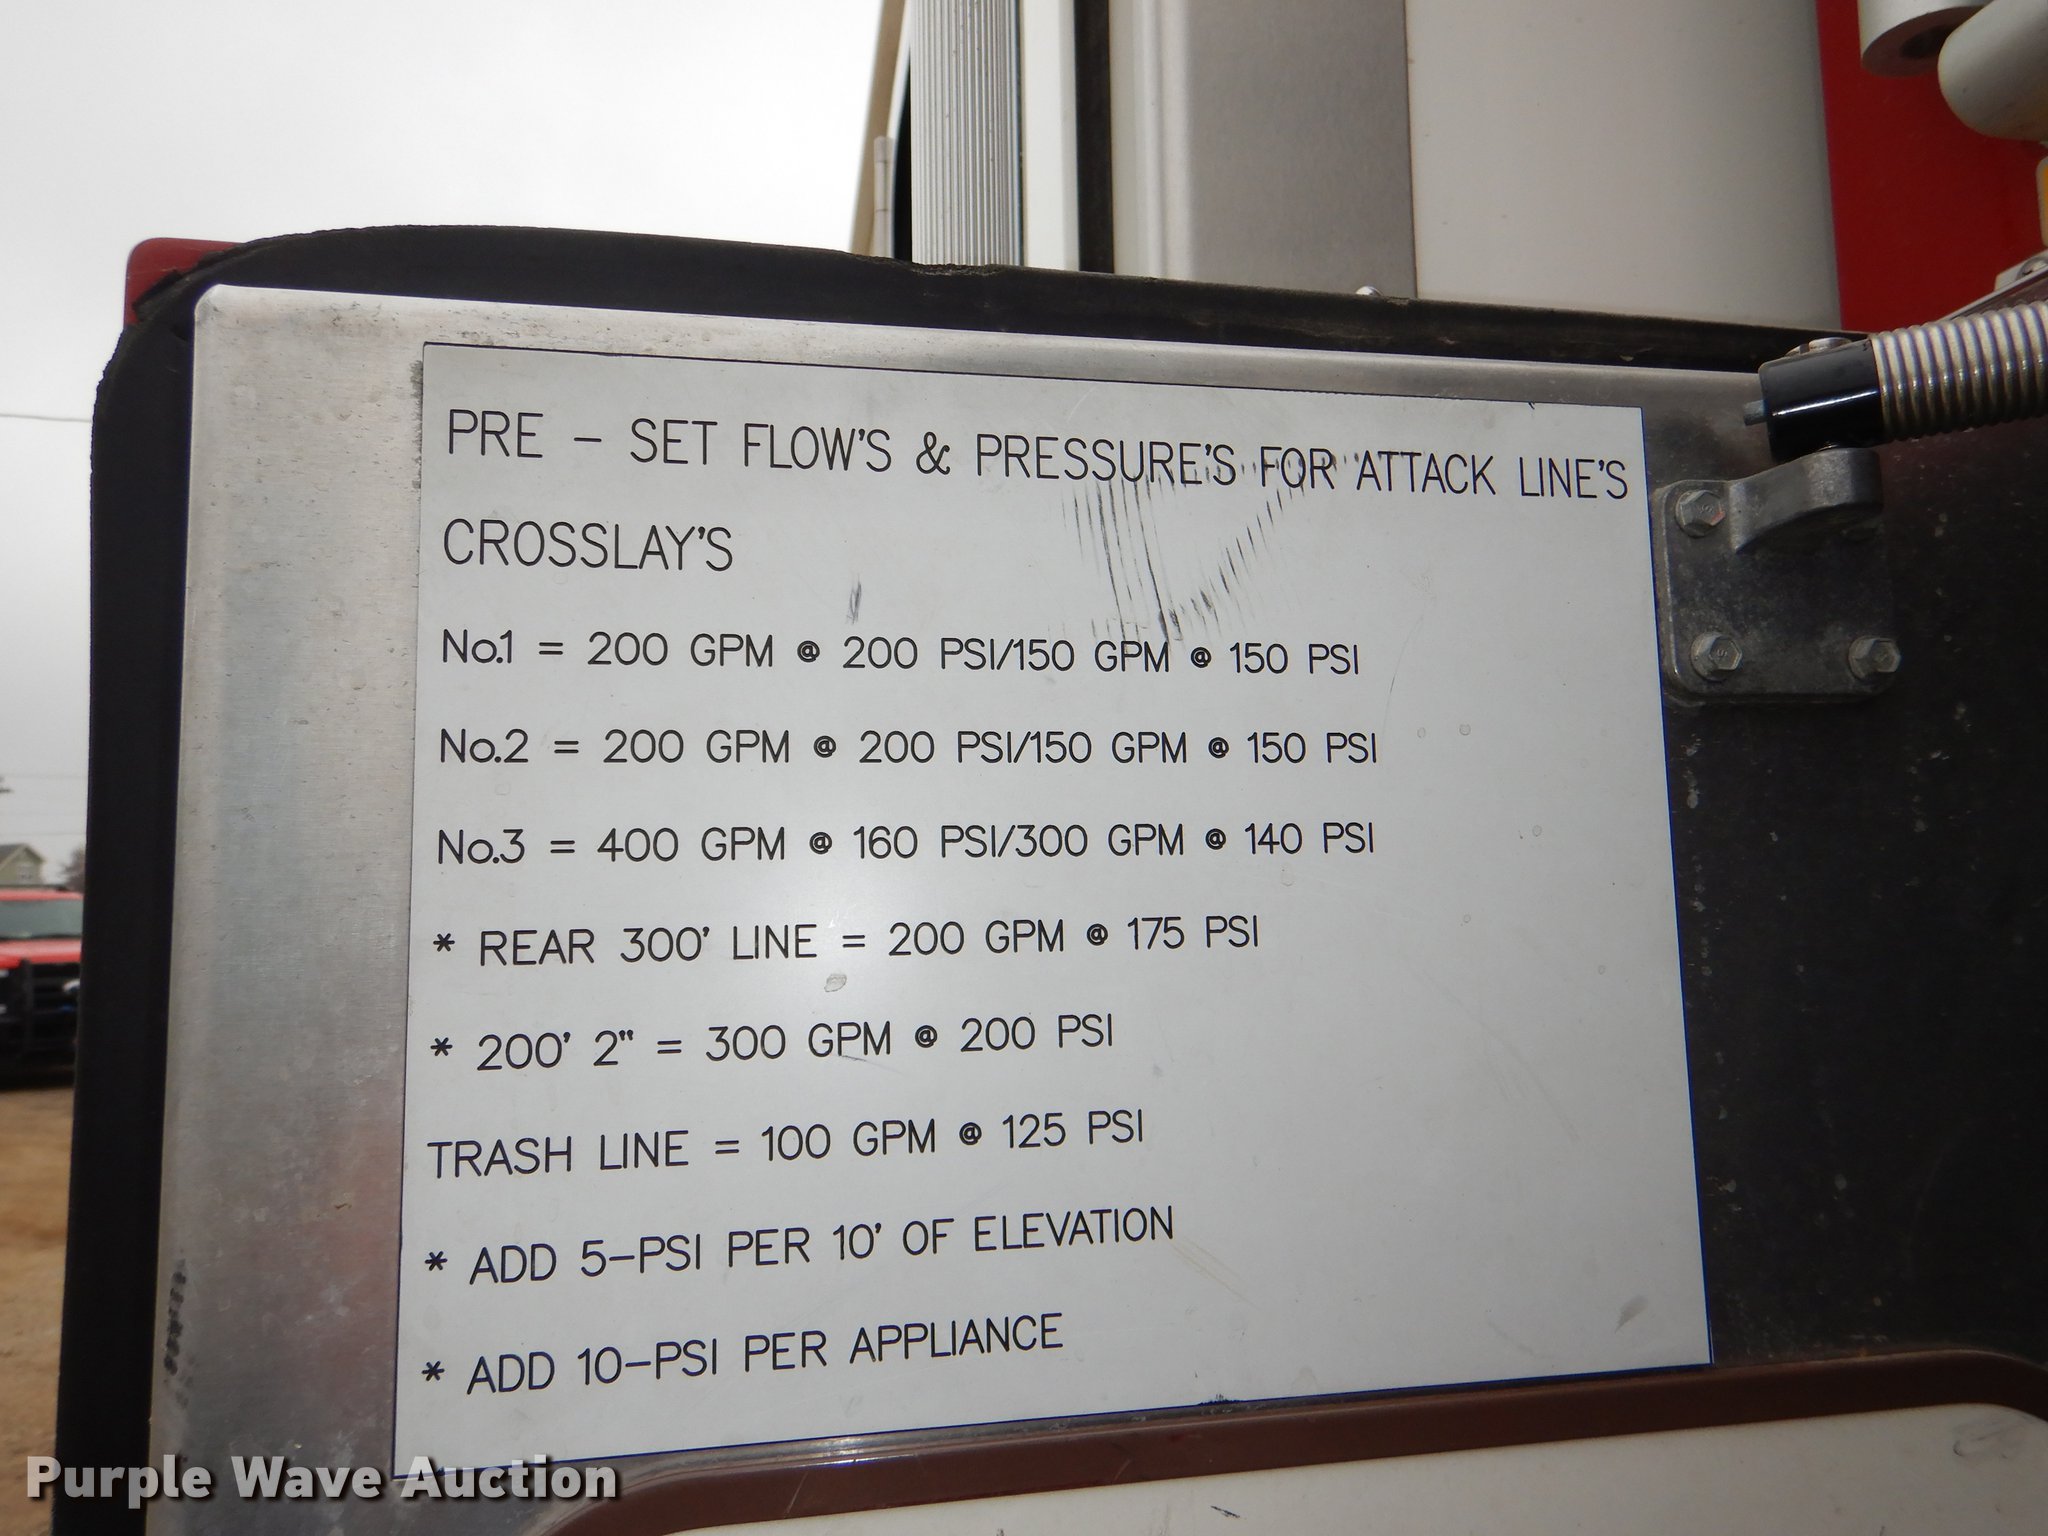 PRE - SET FLOW'S & PRESSURE'S FOR ATTACK LINE'S
CROSSLAY'S
No.1 = 200 GPM @ 200 PSI/150 GPM @ 150 PSI
No.2 = 200 GPM @ 200 PSI/150 GPM @ 150 PSI
No.3 = 400 GPM @ 160 PSI/300 GPM @ 140 PSI
* REAR 300' LINE = 200 GPM @ 175 PSI
* 200' 2" = 300 GPM @ 200 PSI
TRASH LINE = 100 GPM @ 125 PSI
* ADD 5-PSI PER 10' OF ELEVATION
* ADD 10-PSI PER APPLIANCE
Purple Wave Auction